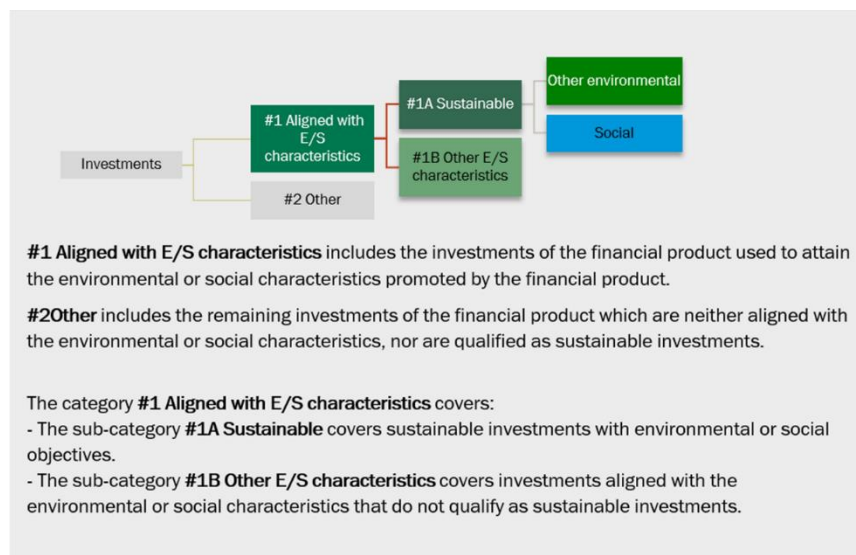 Other environmental
#1A Sustainable
#1 Aligned with
E/S
characteristics
Social
#1B Other E/S
characteristics
Investments
#2 Other
#1 Aligned with E/S characteristics includes the investments of the financial product used to attain
the environmental or social characteristics promoted by the financial product.
#2Other includes the remaining investments of the financial product which are neither aligned with
the environmental or social characteristics, nor are qualified as sustainable investments.
The category #1 Aligned with E/S characteristics covers:
- The sub-category #1A Sustainable covers sustainable investments with environmental or social
objectives.
- The sub-category #1B Other E/S characteristics covers investments aligned with the
environmental or social characteristics that do not qualify as sustainable investments.